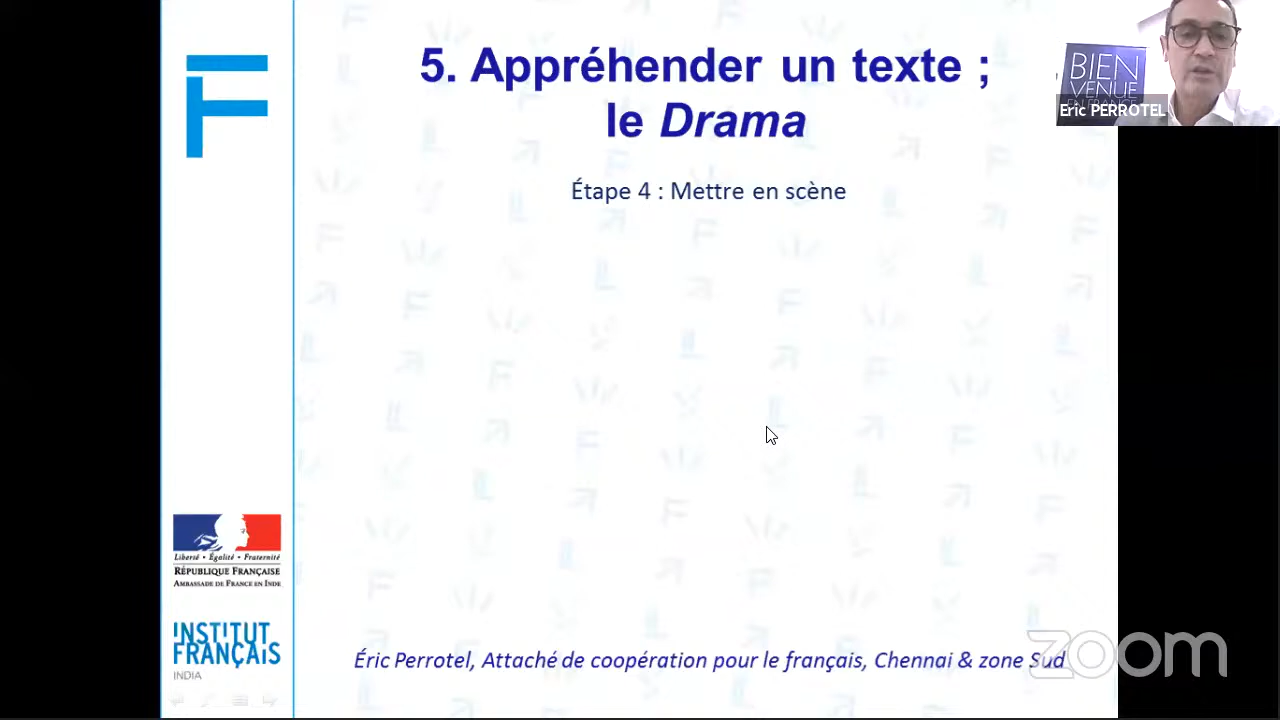 5. Appréhender un texte ;
le Drama
Étape 4 : Mettre en scène
BIEN
VENUE
EN FRANCE
Eric PERROTEL
Liberté • Égalité • Fraternité
RÉPUBLIQUE FRANÇAISE
AMBASSADE DE FRANCE EN INDE
INSTITUT
FRANÇAIS
INDIA
Éric Perrotel, Attaché de coopération pour le français, Chennai & zone Sud
zoom